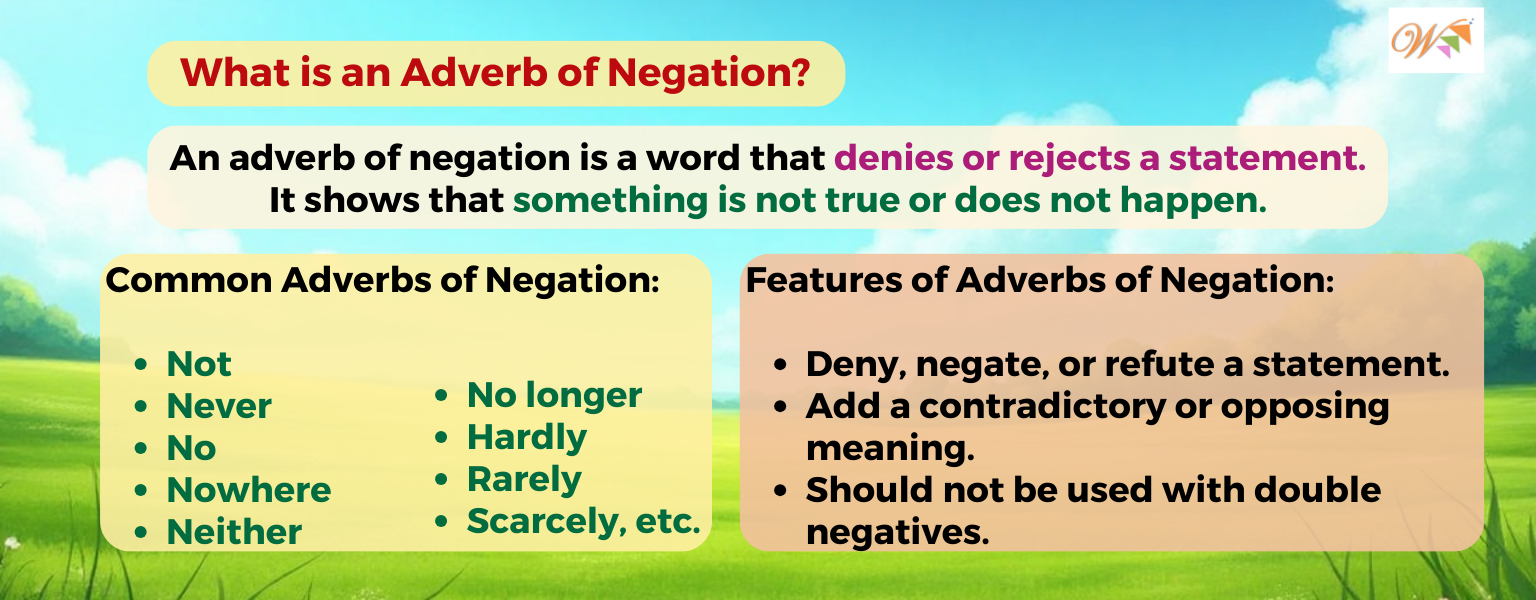 What is an Adverb of Negation?
An adverb of negation is a word that denies or rejects a statement.
It shows that something is not true or does not happen.
Common Adverbs of Negation:
• Not
• Never
• No
• Nowhere
• Neither
• No longer
• Hardly
• Rarely
• Scarcely, etc.
Features of Adverbs of Negation:
• Deny, negate, or refute a statement.
• Add a contradictory or opposing
meaning.
• Should not be used with double
negatives.
W